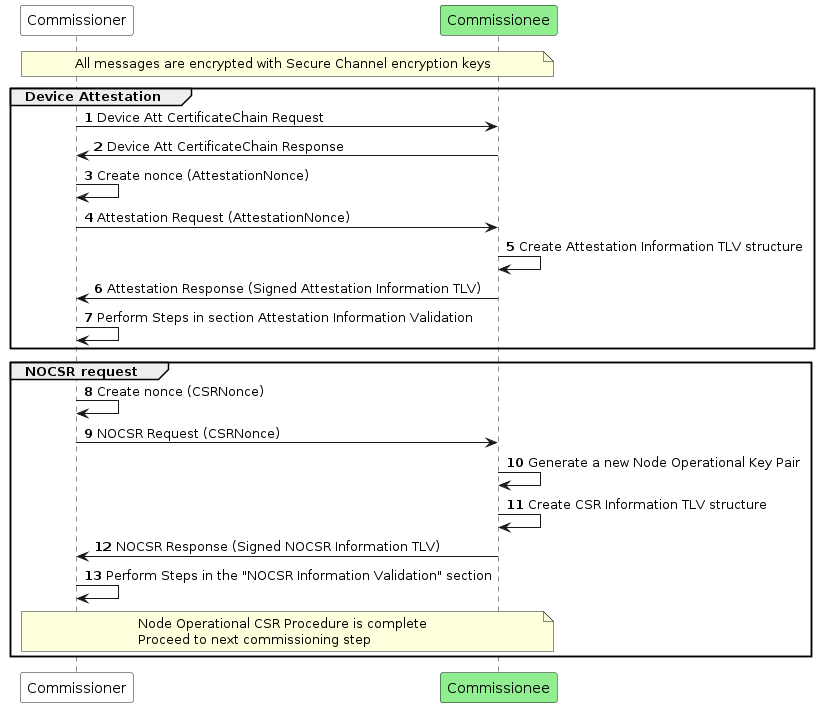 Commissioner
Commissionee
All messages are encrypted with Secure Channel encryption keys
Device Attestation
1 Device Att CertificateChain Request
2 Device Att CertificateChain Response
3 Create nonce (AttestationNonce)
4 Attestation Request (AttestationNonce)
5 Create Attestation Information TLV structure
6 Attestation Response (Signed Attestation Information TLV)
7 Perform Steps in section Attestation Information Validation
NOCSR request
8 Create nonce (CSRNonce)
9 NOCSR Request (CSRNonce)
10 Generate a new Node Operational Key Pair
11 Create CSR Information TLV structure
12 NOCSR Response (Signed NOCSR Information TLV)
13 Perform Steps in the "NOCSR Information Validation" section
Node Operational CSR Procedure is complete
Proceed to next commissioning step
Commissioner
Commissionee